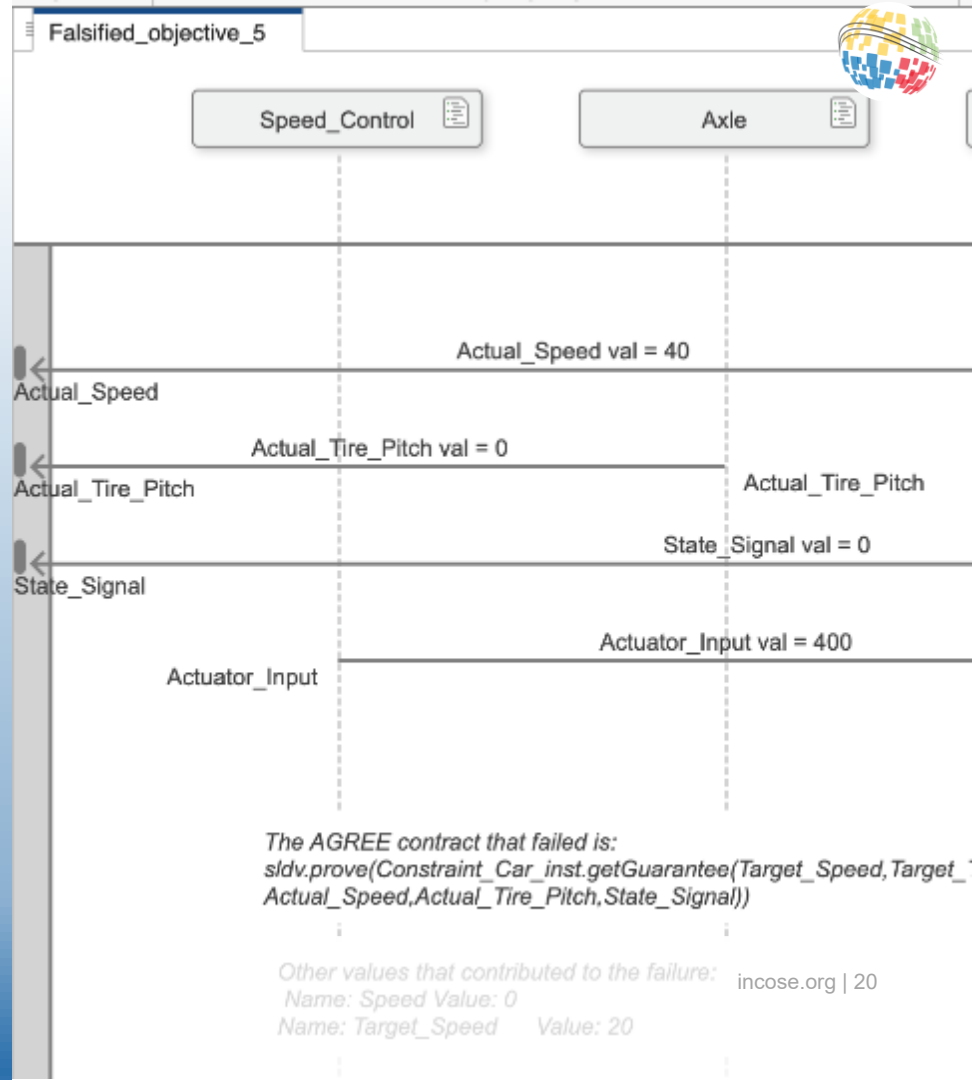 Falsified_objective_5
Speed_Control
Axle
Actual_Speed val = 40
Actual_Speed
Actual_Tire_Pitch val = 0
Actual_Tire_Pitch
Actual_Tire_Pitch
State_Signal val = 0
State_Signal
Actuator_Input val = 400
Actuator_Input
The AGREE contract that failed is:
sldv.prove(Constraint_Car_inst.getGuarantee(Target_Speed,Target_T
Actual_Speed,Actual_Tire_Pitch,State_Signal))
Other values that contributed to the failure:
Name: Speed Value: 0
Name: Target_Speed Value: 20
incose.org | 20